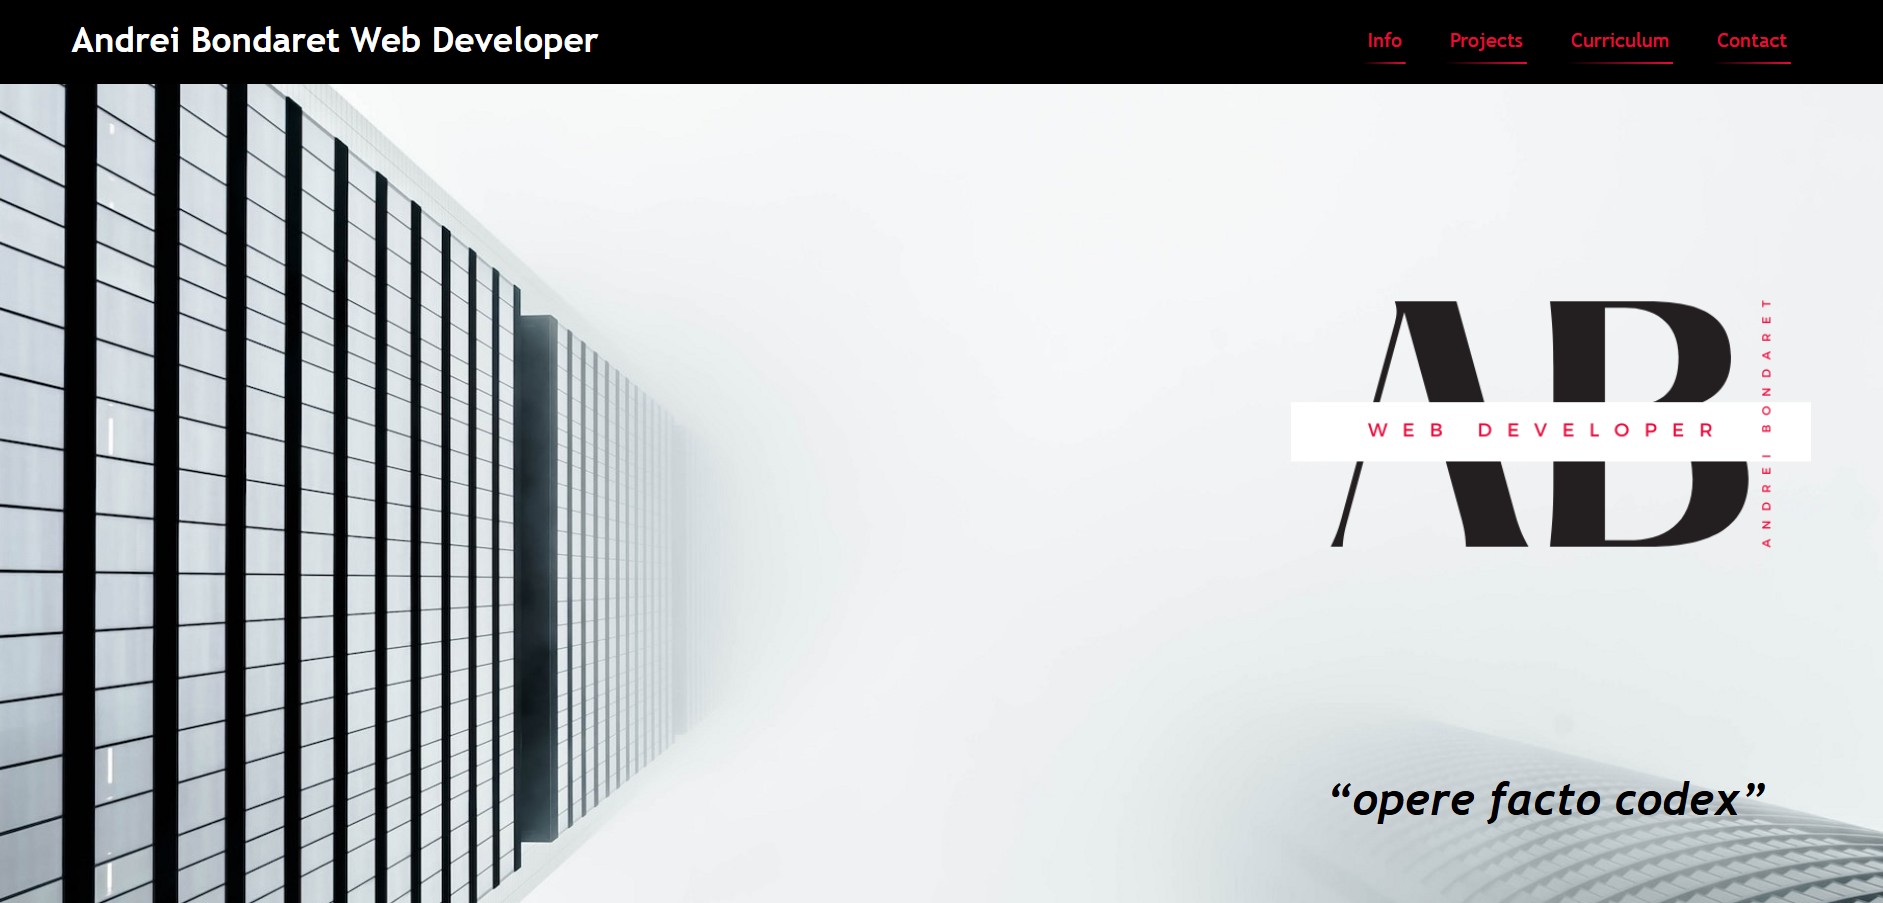 Andrei Bondaret Web Developer
Info Projects Curriculum Contact
AB
WEB DEVELOPER
ANDREI BONDARET
“opere facto codex”